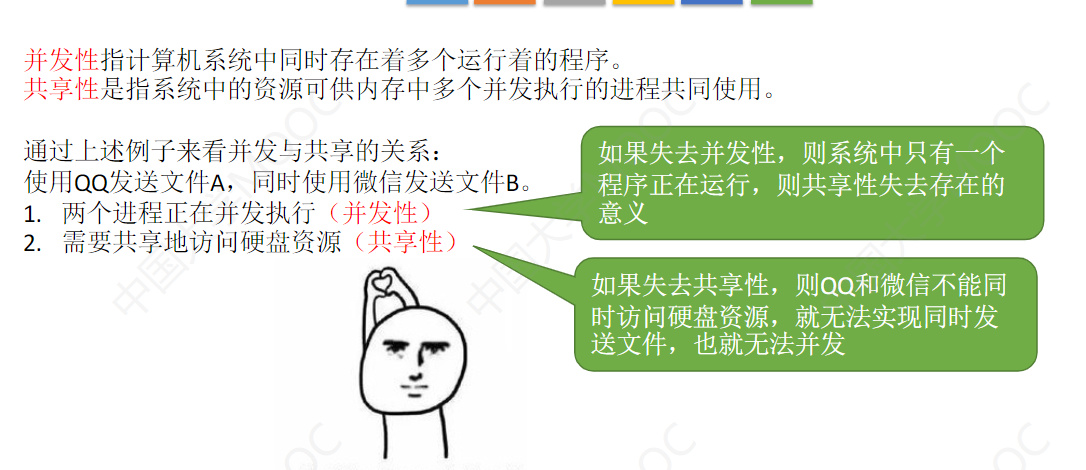 并发性指计算机系统中同时存在着多个运行着的程序。
共享性是指系统中的资源可供内存中多个并发执行的进程共同使用。
通过上述例子来看并发与共享的关系：
使用QQ发送文件A，同时使用微信发送文件B。
1. 两个进程正在并发执行（并发性）
2. 需要共享地访问硬盘资源（共享性）
如果失去并发性，则系统中只有一个
程序正在运行，则共享性失去存在的
意义
如果失去共享性，则QQ和微信不能同
时访问硬盘资源，就无法实现同时发
送文件，也就无法并发